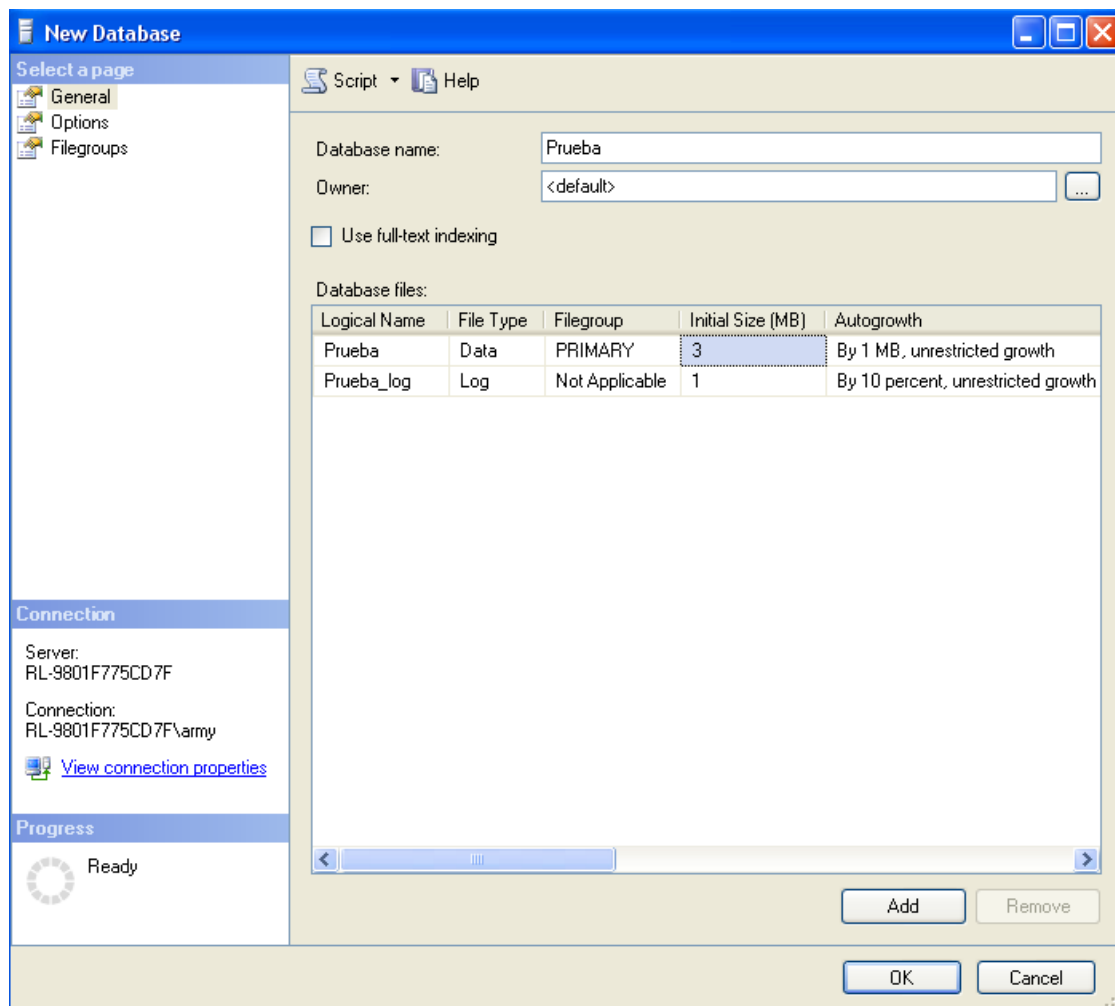 New Database
Select a page
General
Options
Filegroups
Script Help
Database name: Prueba
Owner: <default> ...
Use full-text indexing
Database files:
Logical Name File Type Filegroup Initial Size (MB) Autogrowth
Prueba Data PRIMARY 3 By 1 MB, unrestricted growth
Prueba_log Log Not Applicable 1 By 10 percent, unrestricted growth
Connection
Server:
RL-9801F775CD7F
Connection:
RL-9801F775CD7F\army
View connection properties
Progress
Ready
Add Remove
OK Cancel